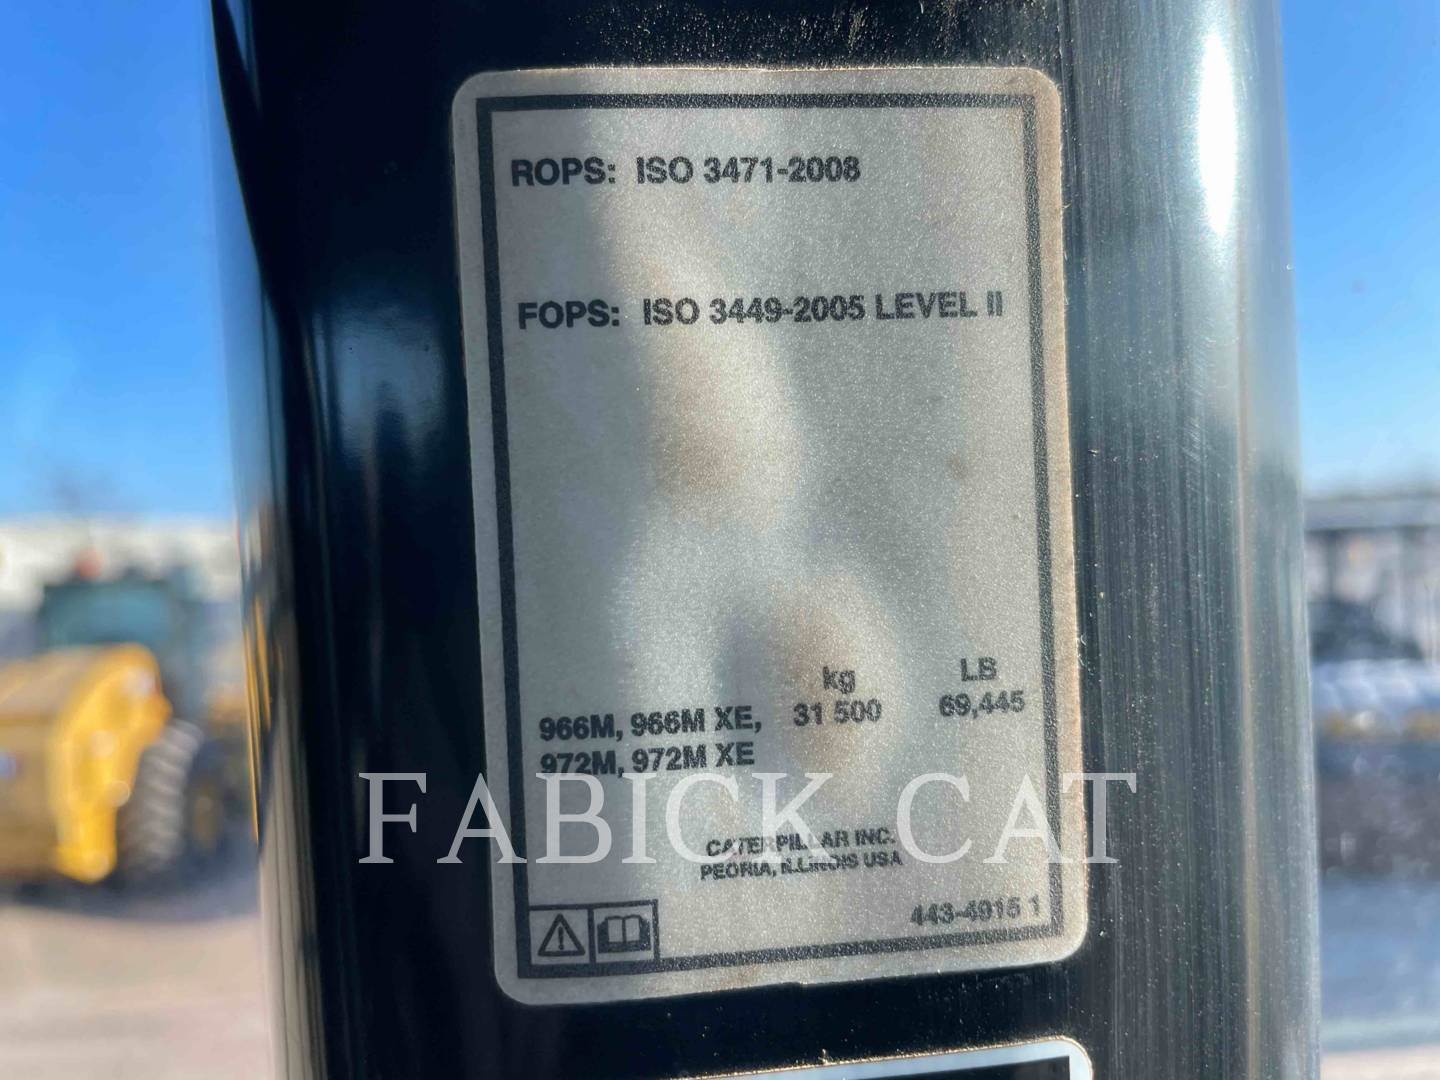 ROPS: ISO 3471-2008
FOPS: ISO 3449-2005 LEVEL II
kg LB
966M, 966M XE, 31 500 69,445
972M, 972M XE
FABICK CAT
CATERPILLAR INC.
PEORIA, ILLINOIS USA
443-4915 1